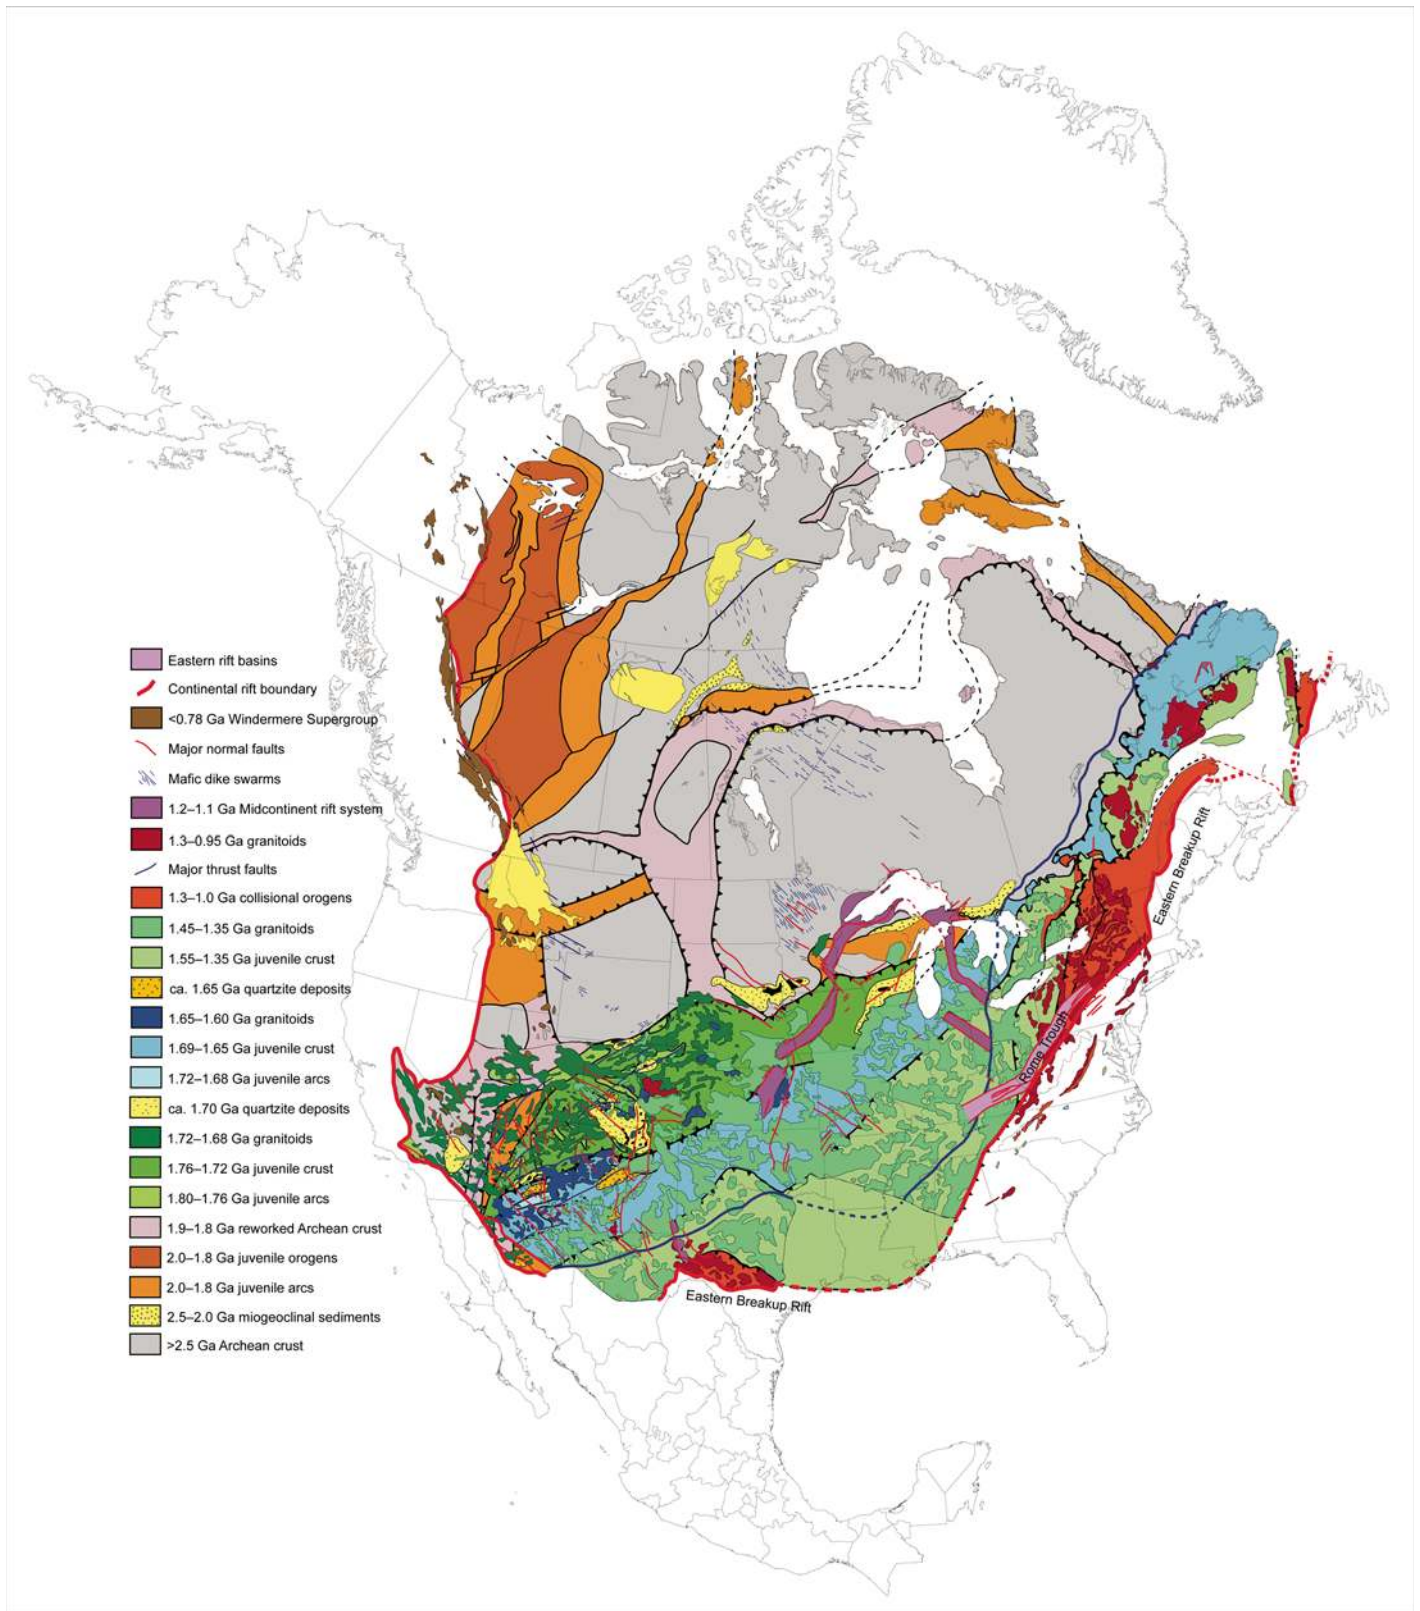 Eastern rift basins
Continental rift boundary
<0.78 Ga Windermere Supergroup
Major normal faults
Mafic dike swarms
1.2–1.1 Ga Midcontinent rift system
1.3–0.95 Ga granitoids
Major thrust faults
1.3–1.0 Ga collisional orogens
1.45–1.35 Ga granitoids
1.55–1.35 Ga juvenile crust
ca. 1.65 Ga quartzite deposits
1.65–1.60 Ga granitoids
1.69–1.65 Ga juvenile crust
1.72–1.68 Ga juvenile arcs
ca. 1.70 Ga quartzite deposits
1.72–1.68 Ga granitoids
1.76–1.72 Ga juvenile crust
1.80–1.76 Ga juvenile arcs
1.9–1.8 Ga reworked Archean crust
2.0–1.8 Ga juvenile orogens
2.0–1.8 Ga juvenile arcs
2.5–2.0 Ga miogeoclinal sediments
>2.5 Ga Archean crust
Eastern Breakup Rift
Rome Trough
Eastern Breakup Rift